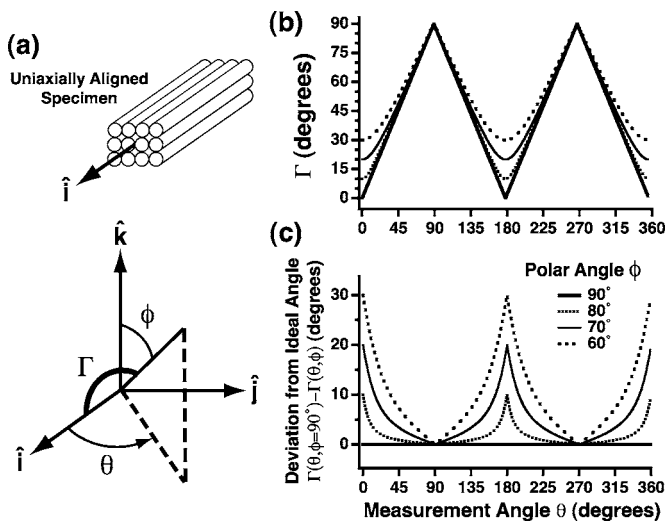 (a)
Uniaxially Aligned
Specimen
î
k̂
ϕ
Γ
ĵ
î
θ
(b)
Γ (degrees)
90
75
60
45
30
15
0
0 45 90 135 180 225 270 315 360
(c)
Deviation from Ideal Angle
Γ(θ,ϕ=90°)−Γ(θ,ϕ) (degrees)
30
20
10
0
Polar Angle ϕ
90°
80°
70°
60°
0 45 90 135 180 225 270 315 360
Measurement Angle θ (degrees)